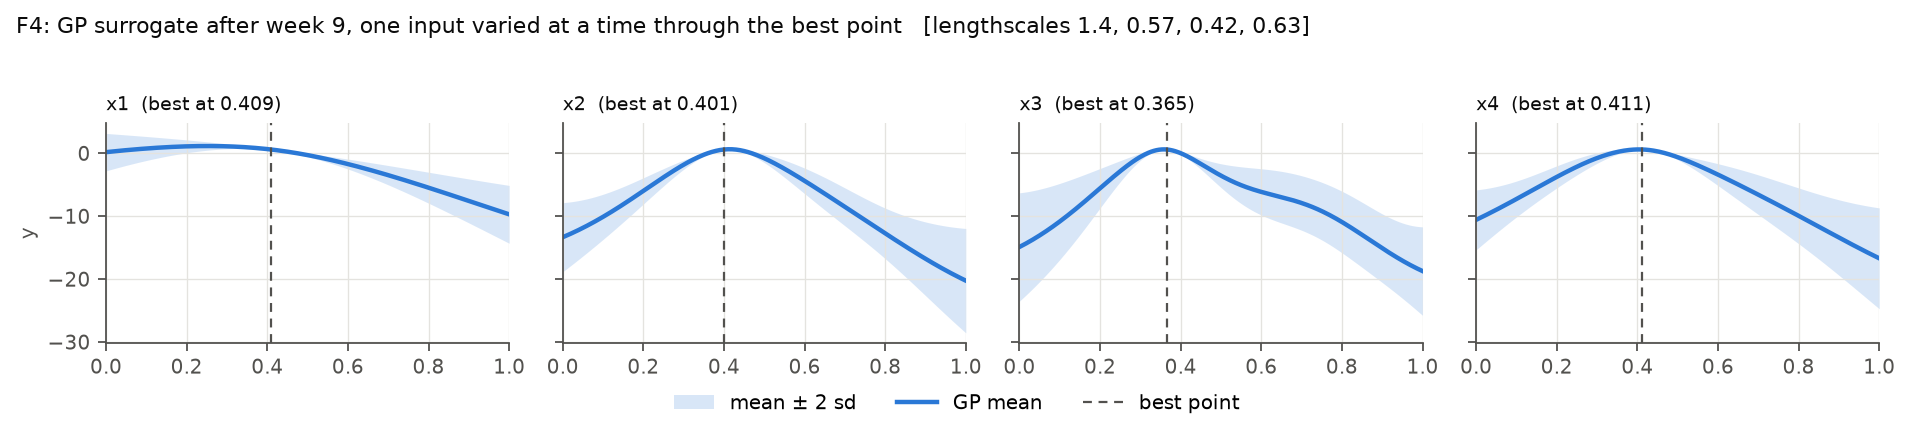 F4: GP surrogate after week 9, one input varied at a time through the best point   [lengthscales 1.4, 0.57, 0.42, 0.63]
x1  (best at 0.409)
x2  (best at 0.401)
x3  (best at 0.365)
x4  (best at 0.411)
y
0
−10
−20
−30
0.0 0.2 0.4 0.6 0.8 1.0
0.0 0.2 0.4 0.6 0.8 1.0
0.0 0.2 0.4 0.6 0.8 1.0
0.0 0.2 0.4 0.6 0.8 1.0
mean ± 2 sd   GP mean   best point